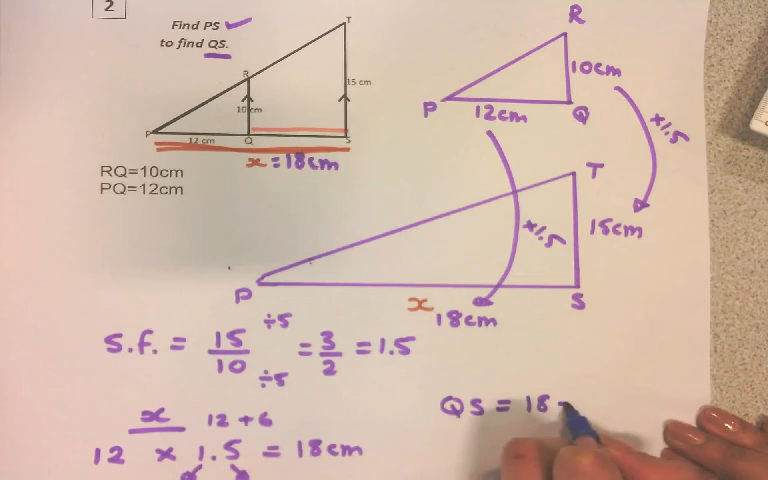 2
Find PS
to find QS.
T
R
15 cm
10 cm
P
12 cm
Q
S
x = 18cm
RQ=10cm
PQ=12cm
R
10cm
P
12cm
Q
×1.5
T
15cm
×1.5
P
x
18cm
S
S.f. = 15/10 ÷5 ÷5 = 3/2 = 1.5
x
12 + 6
12 × 1.5 = 18cm
QS = 18 -